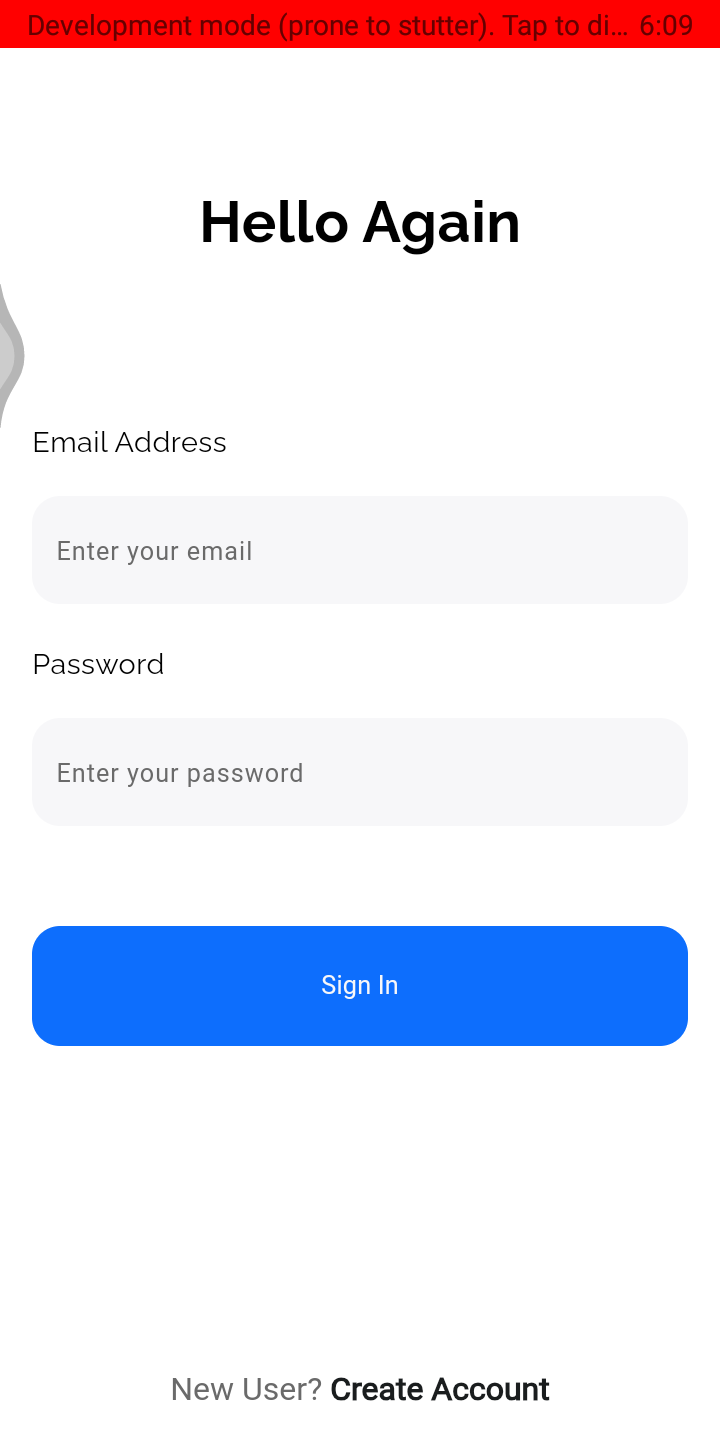 Development mode (prone to stutter). Tap to di... 6:09
Hello Again
Email Address
Enter your email
Password
Enter your password
Sign In
New User? Create Account